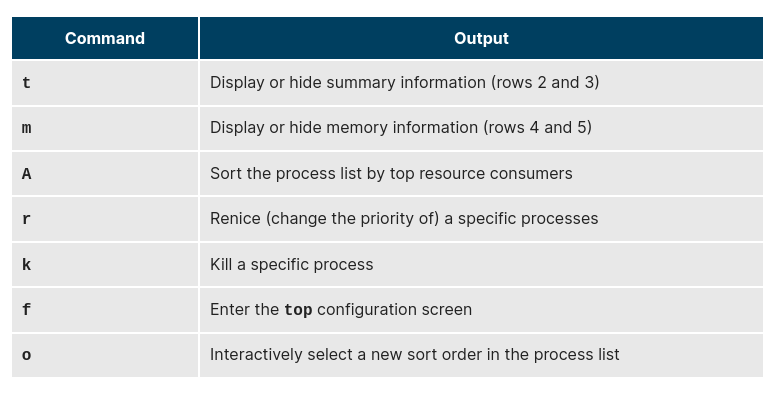 Command Output
t Display or hide summary information (rows 2 and 3)
m Display or hide memory information (rows 4 and 5)
A Sort the process list by top resource consumers
r Renice (change the priority of) a specific processes
k Kill a specific process
f Enter the top configuration screen
o Interactively select a new sort order in the process list